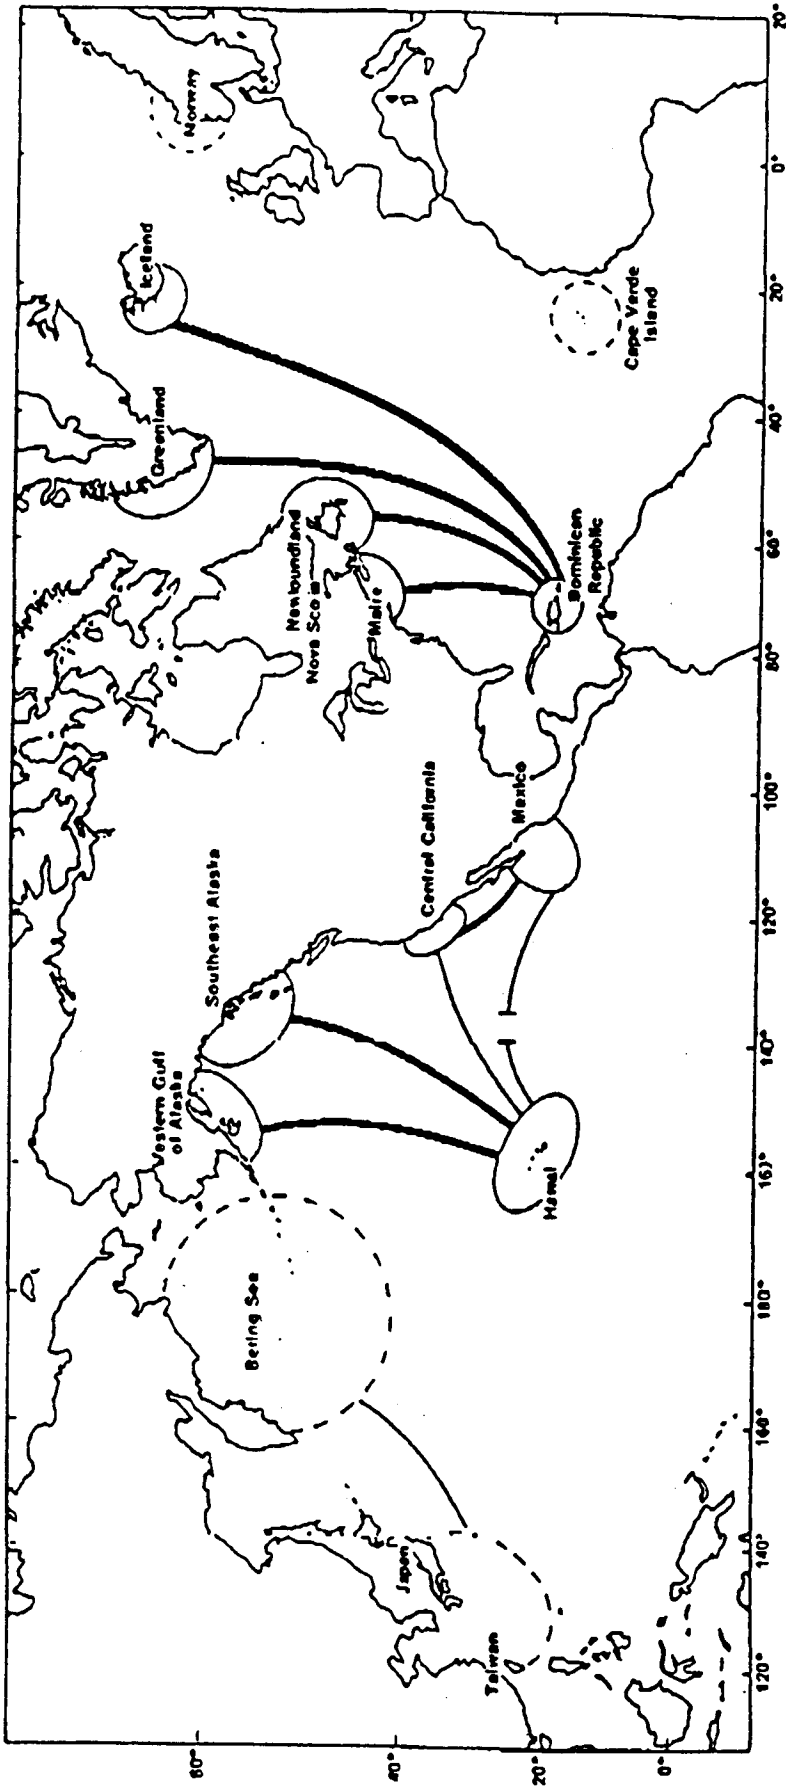 Norway
Iceland
Greenland
Cape Verde
Island
Newfoundland
Nova Scotia
Maine
Dominican
Republic
Mexico
Central California
Southeast Alaska
Western Gulf
of Alaska
Hawaii
Bering Sea
Japan
Taiwan
60°
40°
20°
0°
120°
140°
160°
180°
160°
140°
120°
100°
80°
60°
40°
20°
0°
20°